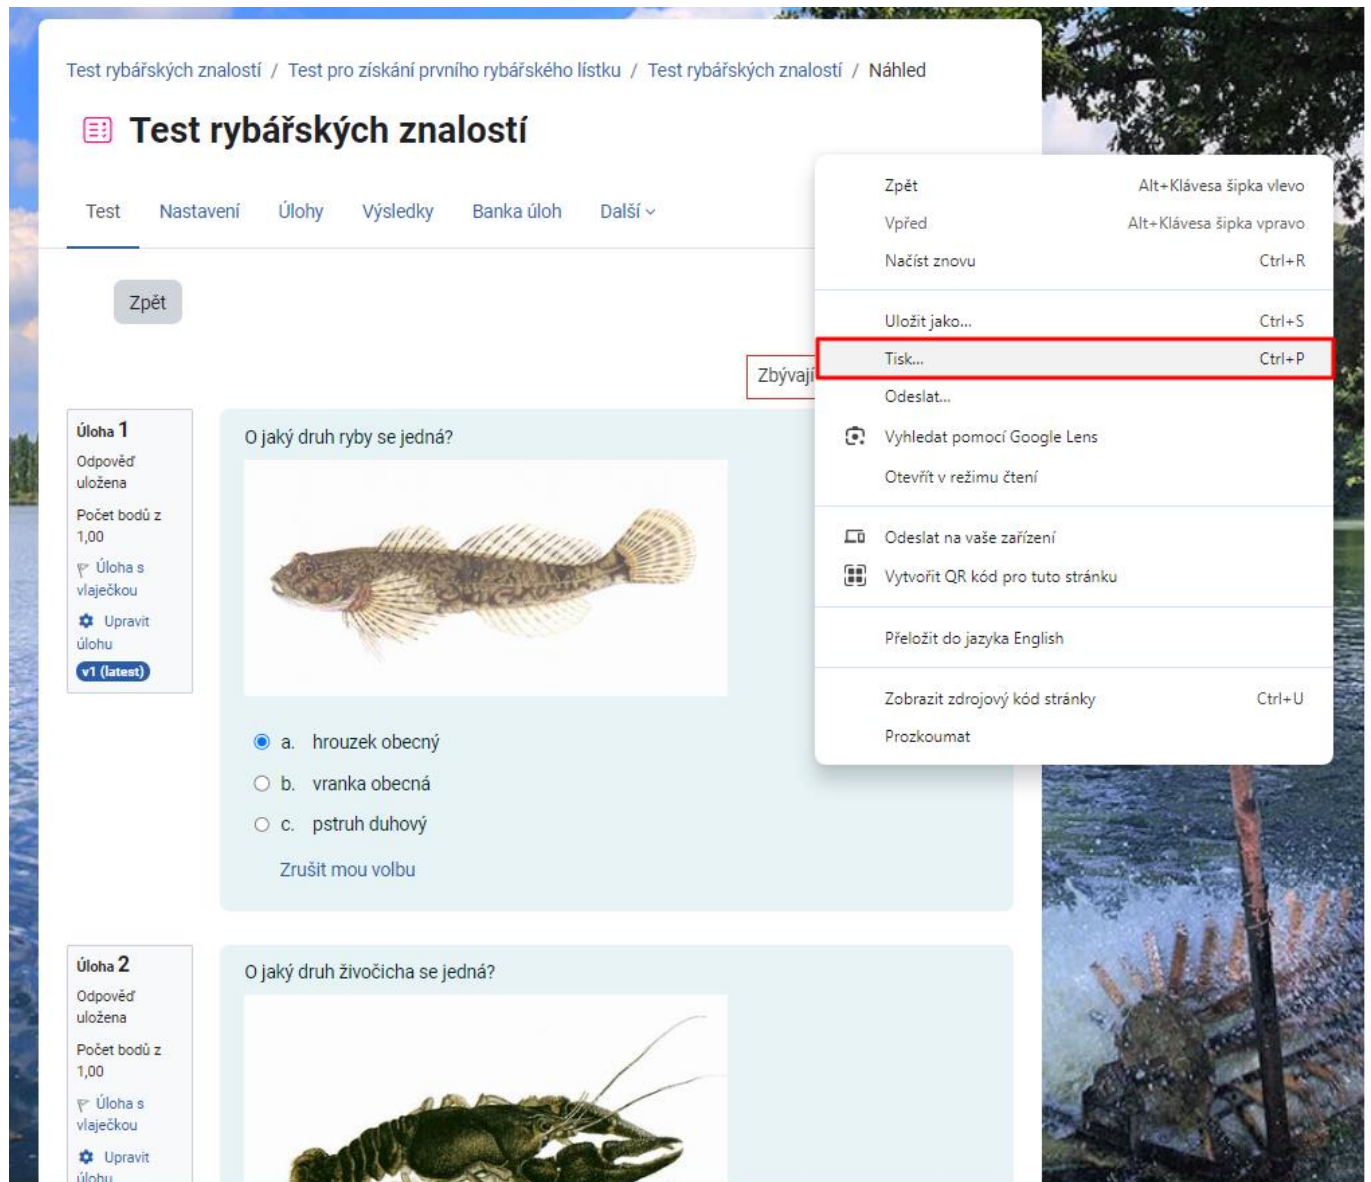 Test rybářských znalostí / Test pro získání prvního rybářského lístku / Test rybářských znalostí / Náhled
Test rybářských znalostí
Test Nastavení Úlohy Výsledky Banka úloh Další
Zpět
Zbývají
Zpět Alt+Klávesa šipka vlevo
Vpřed Alt+Klávesa šipka vpravo
Načíst znovu Ctrl+R
Uložit jako... Ctrl+S
Tisk... Ctrl+P
Odeslat...
Vyhledat pomocí Google Lens
Otevřít v režimu čtení
Odeslat na vaše zařízení
Vytvořit QR kód pro tuto stránku
Přeložit do jazyka English
Zobrazit zdrojový kód stránky Ctrl+U
Prozkoumat
Úloha 1
Odpověď
uložena
Počet bodů z
1,00
Úloha s
vlaječkou
Upravit
úlohu
v1 (latest)
O jaký druh ryby se jedná?
a. hrouzek obecný
b. vranka obecná
c. pstruh duhový
Zrušit mou volbu
Úloha 2
Odpověď
uložena
Počet bodů z
1,00
Úloha s
vlaječkou
Upravit
úlohu
O jaký druh živočicha se jedná?